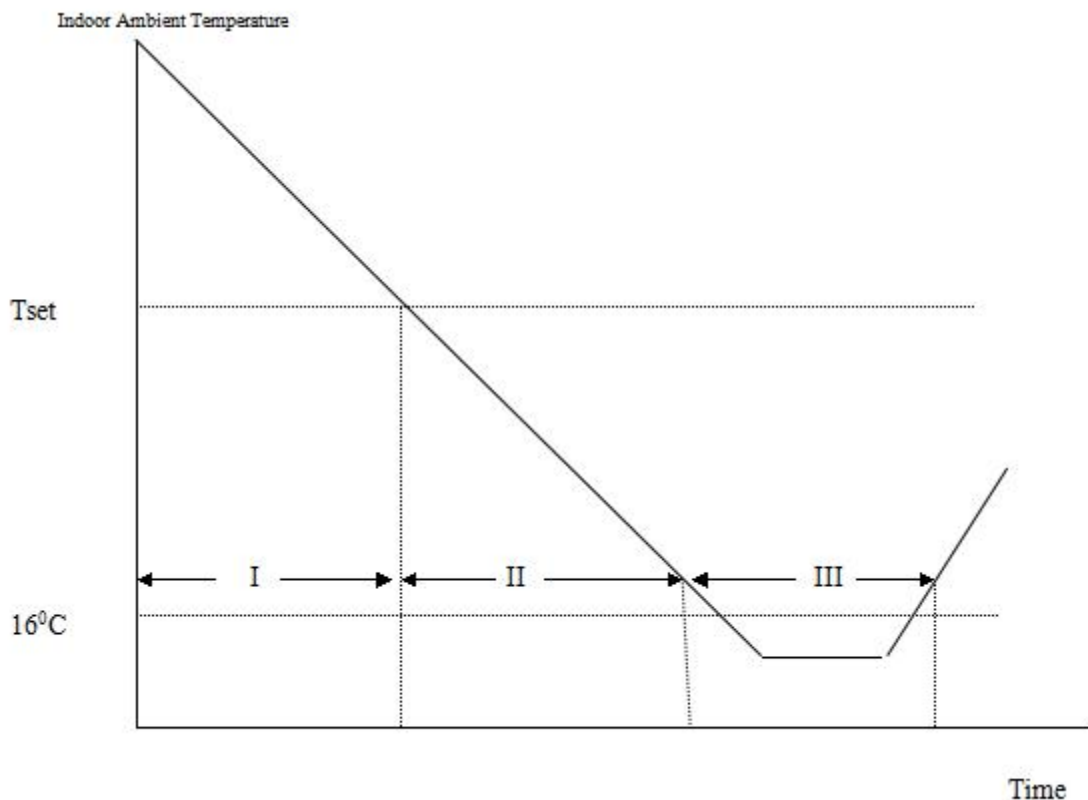 Indoor Ambient Temperature
Tset
I
II
III
16⁰C
Time